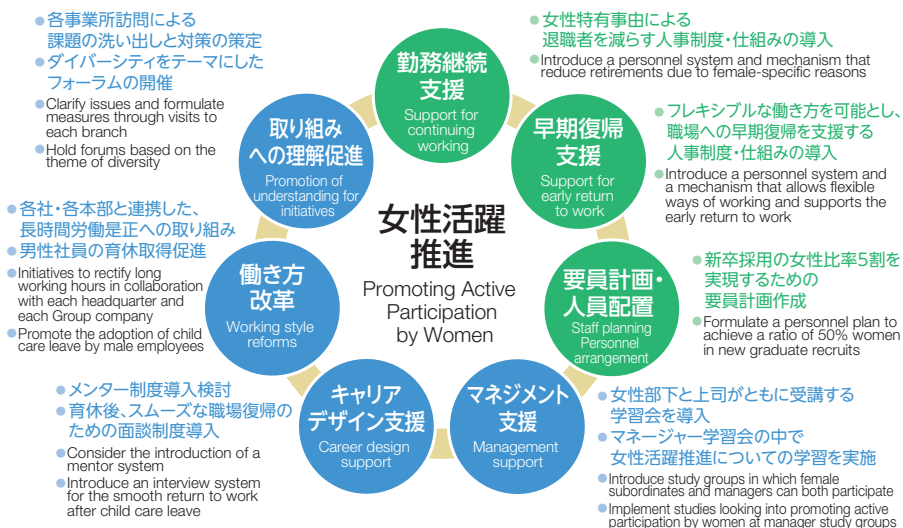 女性活躍
推進
Promoting Active
Participation
by Women
勤務継続
支援
Support for
continuing
working
●女性特有事由による
退職者を減らす人事制度・仕組みの導入
●Introduce a personnel system and mechanism that
reduce retirements due to female-specific reasons
早期復帰
支援
Support for
early return
to work
●フレキシブルな働き方を可能とし、
職場への早期復帰を支援する
人事制度・仕組みの導入
●Introduce a personnel system and
a mechanism that allows flexible
ways of working and supports the
early return to work
要員計画・
人員配置
Staff planning
Personnel
arrangement
●新卒採用の女性比率5割を
実現するための
要員計画作成
●Formulate a personnel plan to
achieve a ratio of 50% women
in new graduate recruits
マネジメント
支援
Management
support
●女性部下と上司がともに受講する
学習会を導入
●マネージャー学習会の中で
女性活躍推進についての学習を実施
●Introduce study groups in which female
subordinates and managers can both participate
●Implement studies looking into promoting active
participation by women at manager study groups
キャリア
デザイン支援
Career design
support
●メンター制度導入検討
●育休後、スムーズな職場復帰の
ための面談制度導入
●Consider the introduction of a
mentor system
●Introduce an interview system
for the smooth return to work
after child care leave
働き方
改革
Working style
reforms
●各社・各本部と連携した、
長時間労働是正への取り組み
●男性社員の育休取得促進
●Initiatives to rectify long
working hours in collaboration
with each headquarter and
each Group company
●Promote the adoption of child
care leave by male employees
取り組み
への理解促進
Promotion of
understanding for
initiatives
●各事業所訪問による
課題の洗い出しと対策の策定
●ダイバーシティをテーマにした
フォーラムの開催
●Clarify issues and formulate
measures through visits to
each branch
●Hold forums based on the
theme of diversity